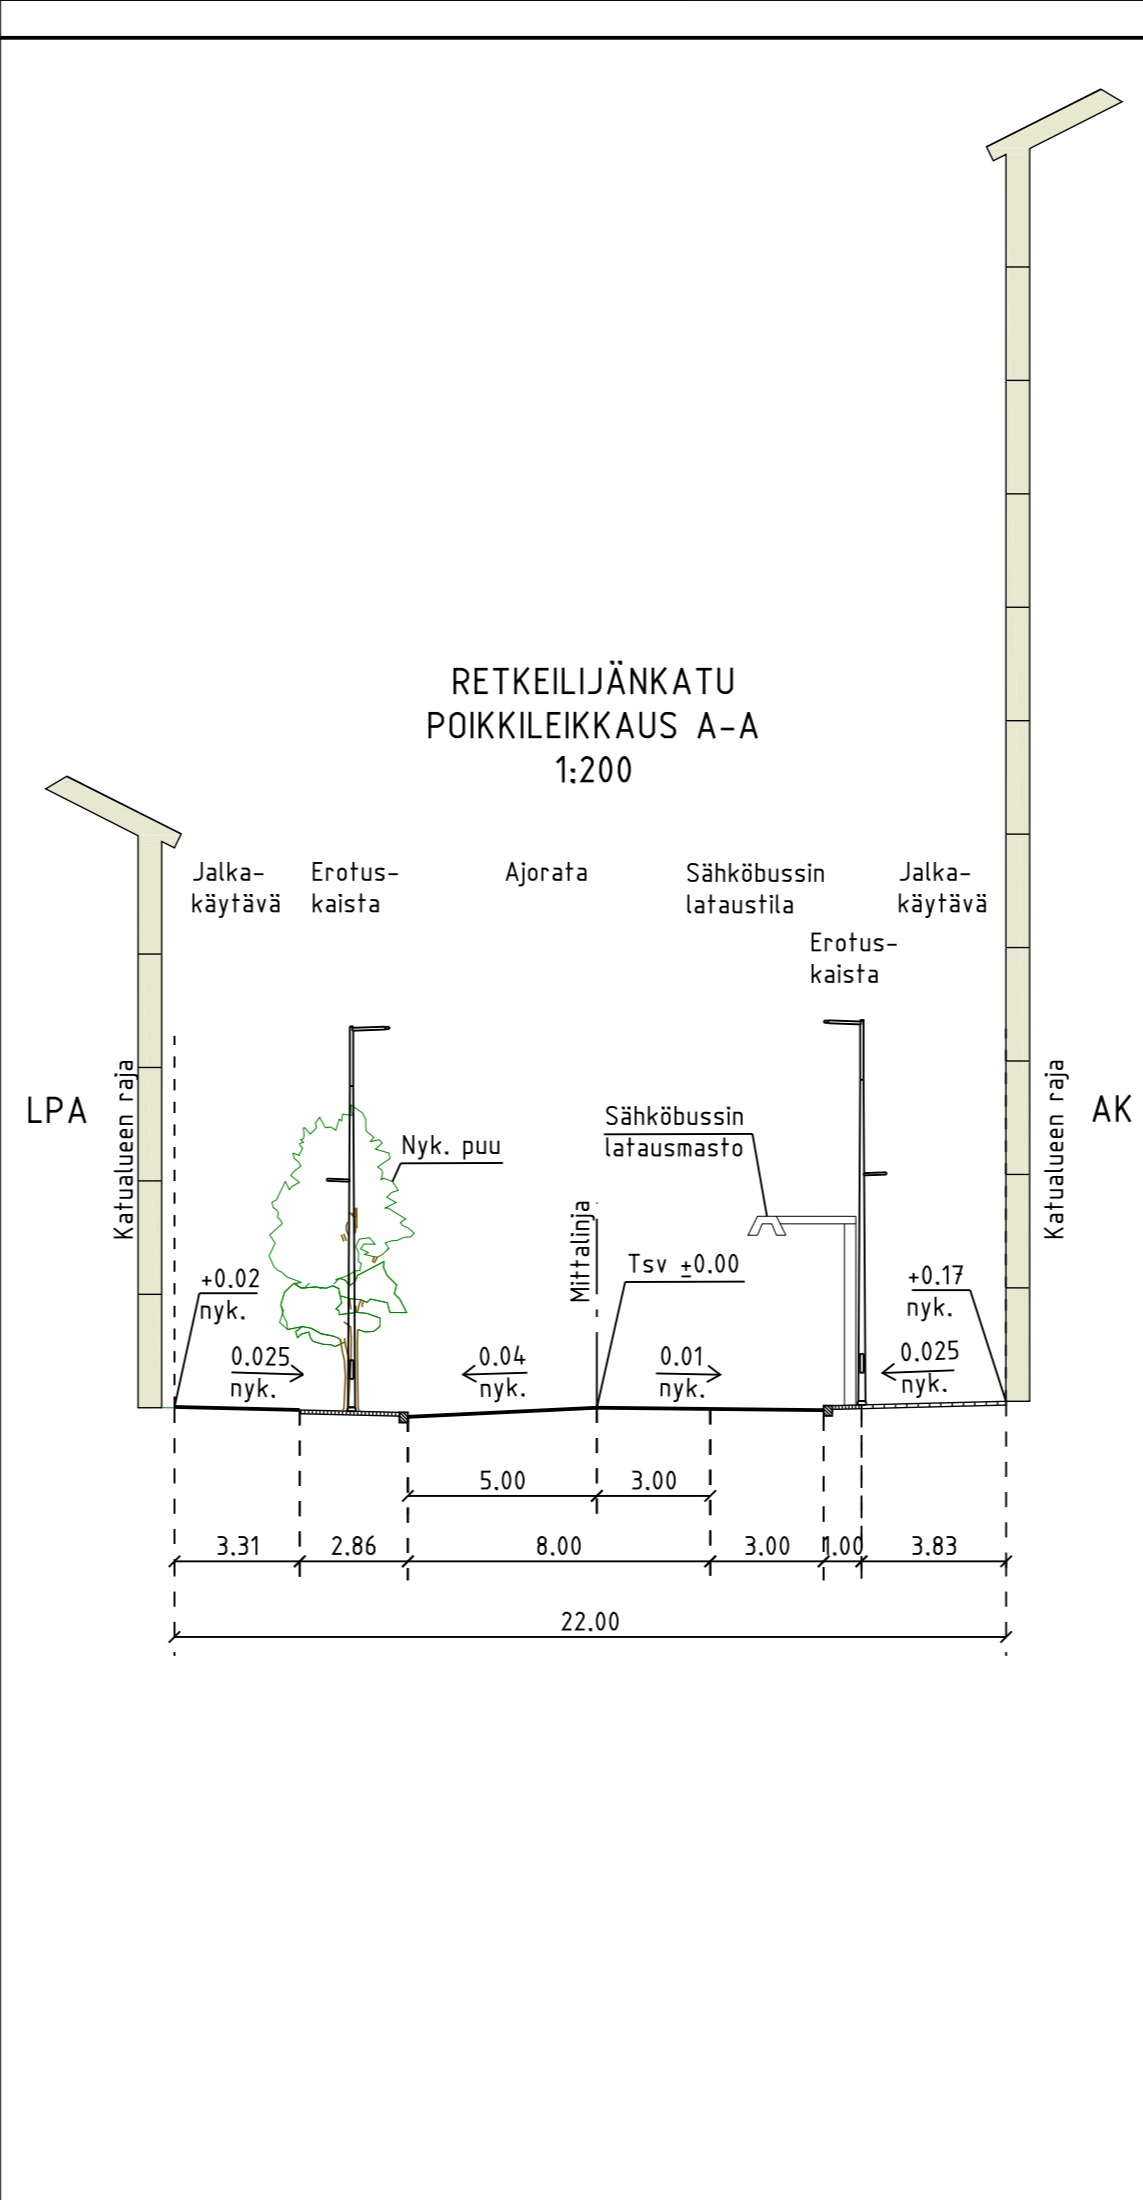 RETKEILIJÄNKATU
POIKKILEIKKAUS A-A
1:200
Jalka-
käytävä
Erotus-
kaista
Ajorata
Sähköbussin
lataustila
Erotus-
kaista
Jalka-
käytävä
LPA
Katualueen raja
Nyk. puu
Sähköbussin
latausmasto
Mittalinja
Katualueen raja
AK
+0.02
nyk.
Tsv ±0.00
+0.17
nyk.
0.025
nyk.
0.04
nyk.
0.01
nyk.
0.025
nyk.
5.00 3.00
3.31 2.86 8.00 3.00 1.00 3.83
22.00